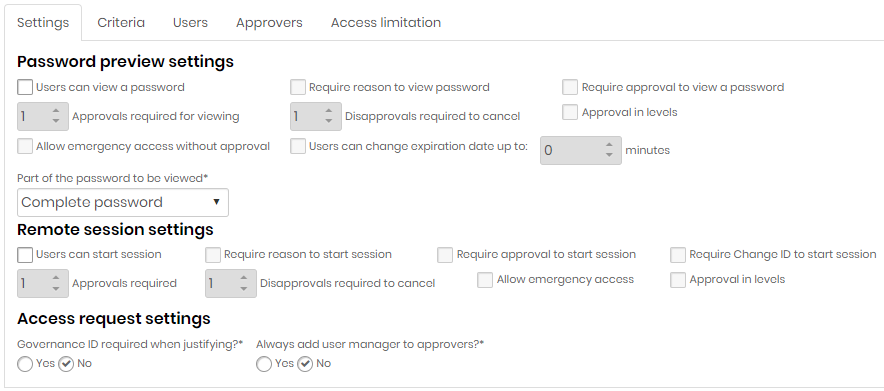 Settings Criteria Users Approvers Access limitation
Password preview settings
Users can view a password Require reason to view password Require approval to view a password
1 Approvals required for viewing 1 Disapprovals required to cancel Approval in levels
Allow emergency access without approval Users can change expiration date up to: 0 minutes
Part of the password to be viewed*
Complete password
Remote session settings
Users can start session Require reason to start session Require approval to start session Require Change ID to start session
1 Approvals required 1 Disapprovals required to cancel Allow emergency access Approval in levels
Access request settings
Governance ID required when justifying?* Always add user manager to approvers?*
Yes No Yes No